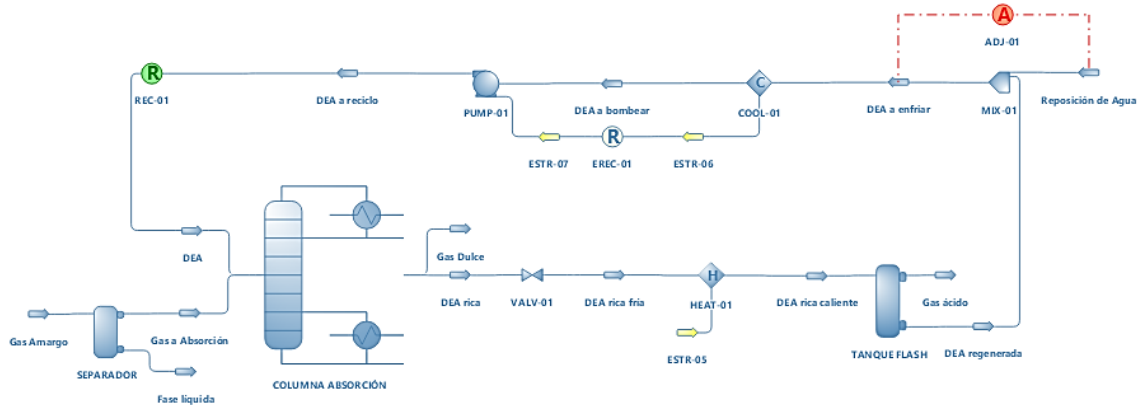 A
ADJ-01
R
REC-01
DEA a reciclo
PUMP-01
DEA a bombear
C
COOL-01
DEA a enfriar
MIX-01
Reposición de Agua
R
ESTR-07
EREC-01
ESTR-06
DEA
Gas Dulce
DEA rica
VALV-01
DEA rica fría
H
HEAT-01
DEA rica caliente
Gas ácido
Gas Amargo
Gas a Absorción
ESTR-05
TANQUE FLASH
DEA regenerada
SEPARADOR
COLUMNA ABSORCIÓN
Fase líquida